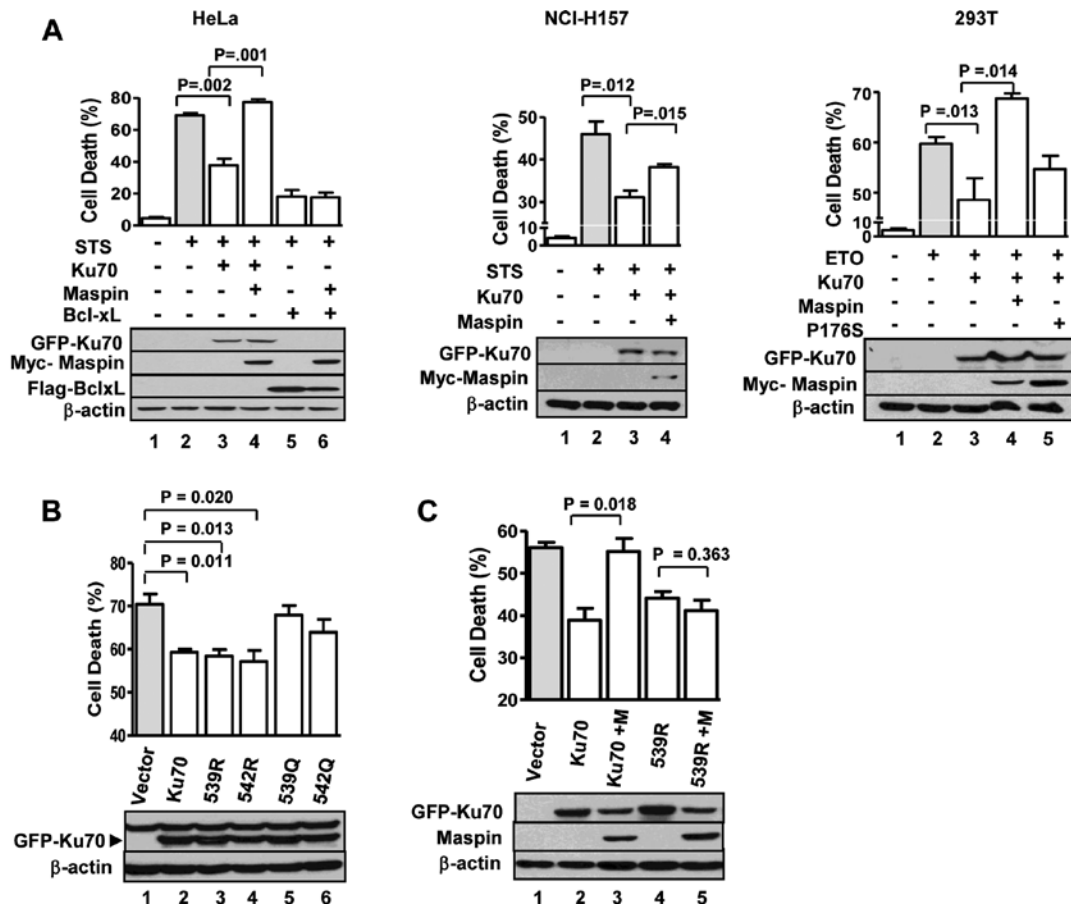 A
HeLa
P=.001
P=.002
Cell Death (%)
80
60
40
20
0
STS - + + + + +
Ku70 - - + + - -
Maspin - - - + - +
Bcl-xL - - - - + +
GFP-Ku70
Myc- Maspin
Flag-BclxL
β-actin
1 2 3 4 5 6
NCI-H157
P=.012
P=.015
Cell Death (%)
50
40
30
10
0
STS - + + +
Ku70 - - + +
Maspin - - - +
GFP-Ku70
Myc-Maspin
β-actin
1 2 3 4
293T
P=.014
P=.013
Cell Death (%)
70
60
50
10
0
ETO - + + + +
Ku70 - - + + +
Maspin - - - + -
P176S - - - - +
GFP-Ku70
Myc- Maspin
β-actin
1 2 3 4 5
B
P = 0.020
P = 0.013
P = 0.011
Cell Death (%)
80
70
60
50
40
Vector Ku70 539R 542R 539Q 542Q
GFP-Ku70
β-actin
1 2 3 4 5 6
C
P = 0.018
P = 0.363
Cell Death (%)
60
50
40
30
20
Vector Ku70 Ku70 +M 539R 539R +M
GFP-Ku70
Maspin
β-actin
1 2 3 4 5